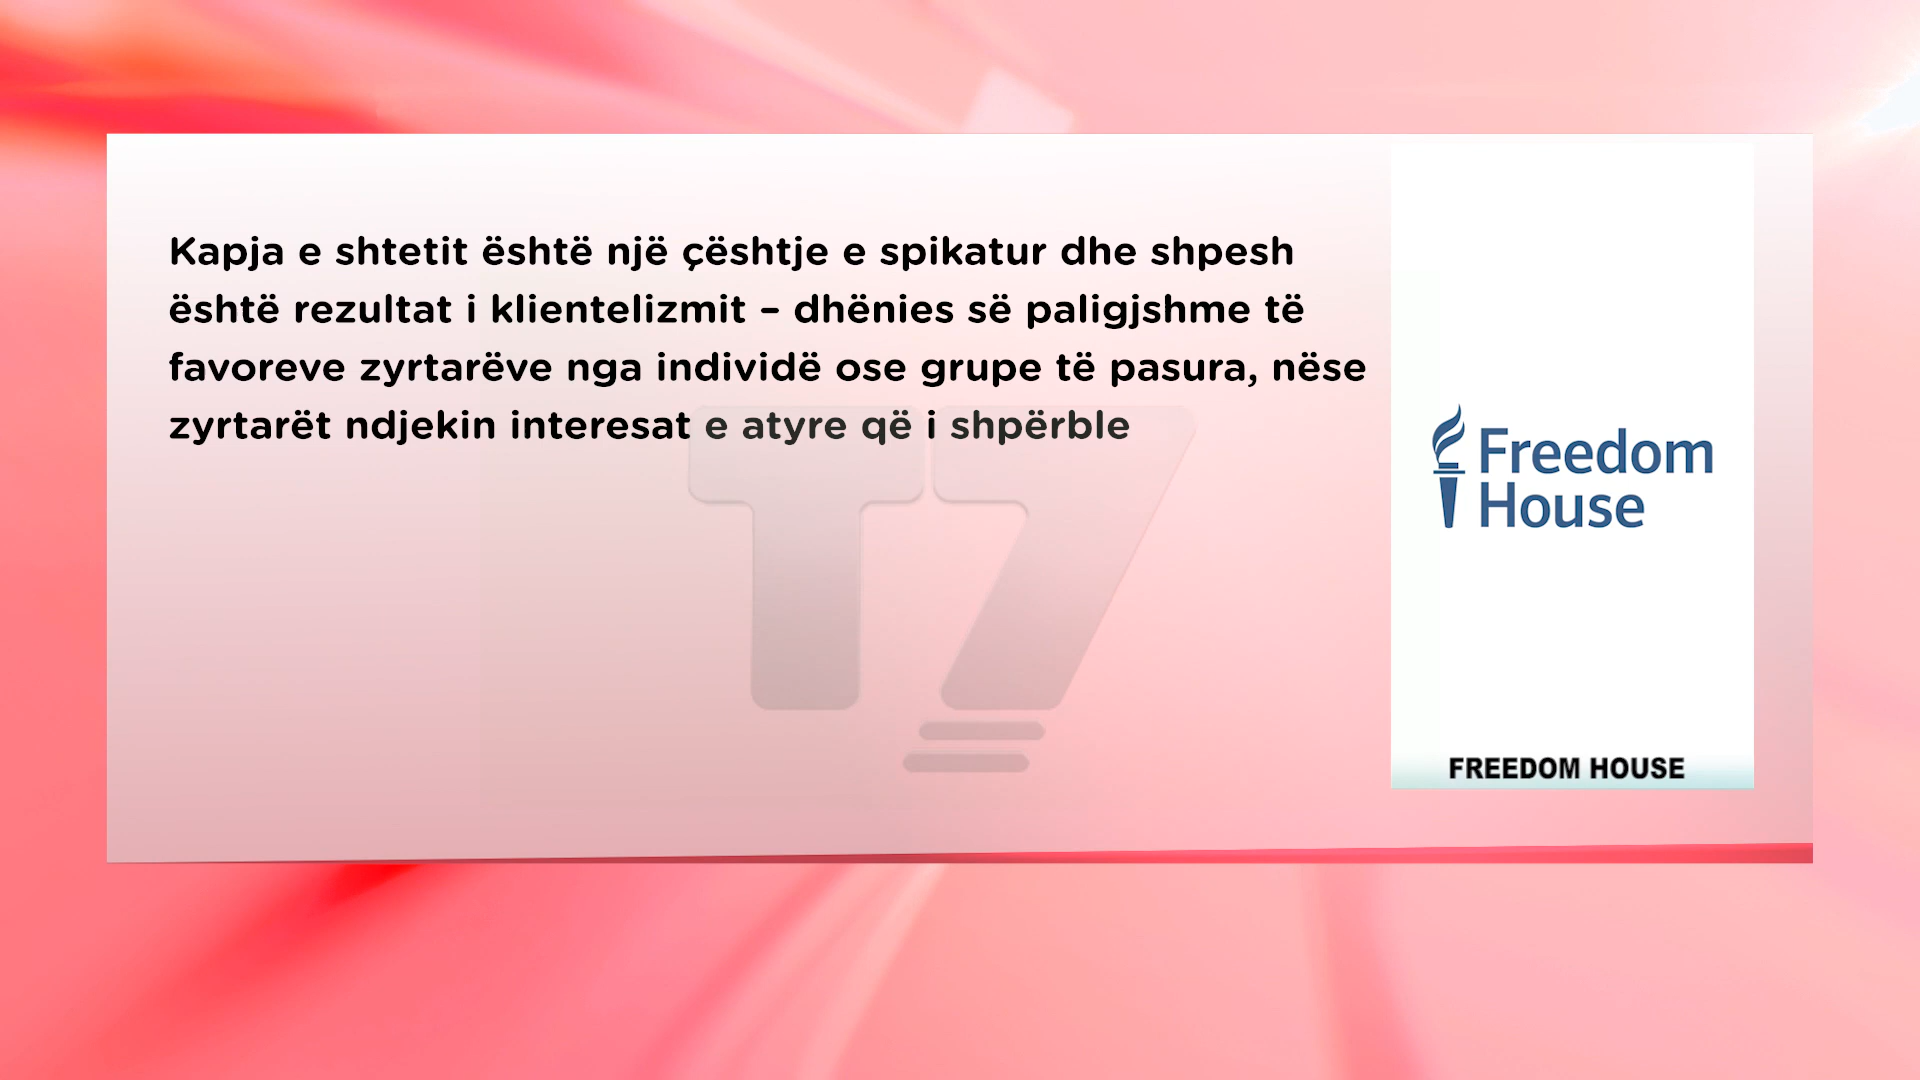 Kapja e shtetit është një çështje e spikatur dhe shpesh
është rezultat i klientelizmit – dhënies së paligjshme të
favoreve zyrtarëve nga individë ose grupe të pasura, nëse
zyrtarët ndjekin interesat e atyre që i shpërble
T7
Freedom
House
FREEDOM HOUSE